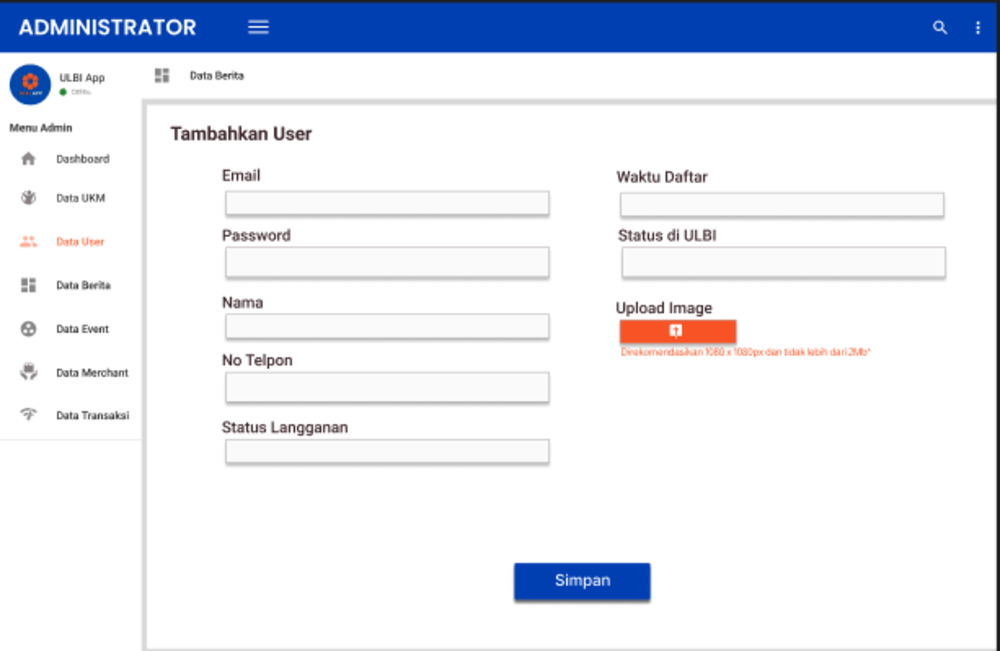 ADMINISTRATOR
ULBI App
Menu Admin
Dashboard
Data UKM
Data User
Data Berita
Data Event
Data Merchant
Data Transaksi
Data Berita
Tambahkan User
Email
Password
Nama
No Telpon
Status Langganan
Waktu Daftar
Status di ULBI
Upload Image
Direkomendasikan 1080 x 1080px dan tidak lebih dari 2Mb*
Simpan